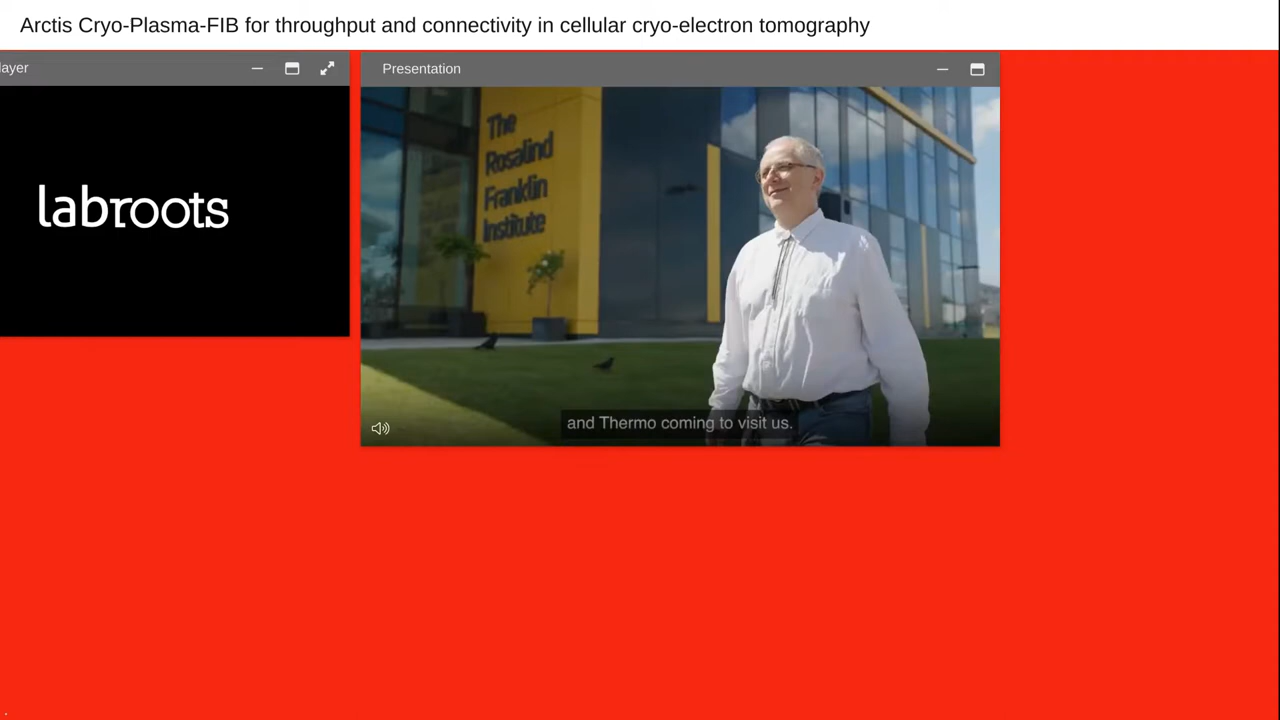 Arctis Cryo-Plasma-FIB for throughput and connectivity in cellular cryo-electron tomography
layer
Presentation
labroots
The
Rosalind
Franklin
Institute
and Thermo coming to visit us.